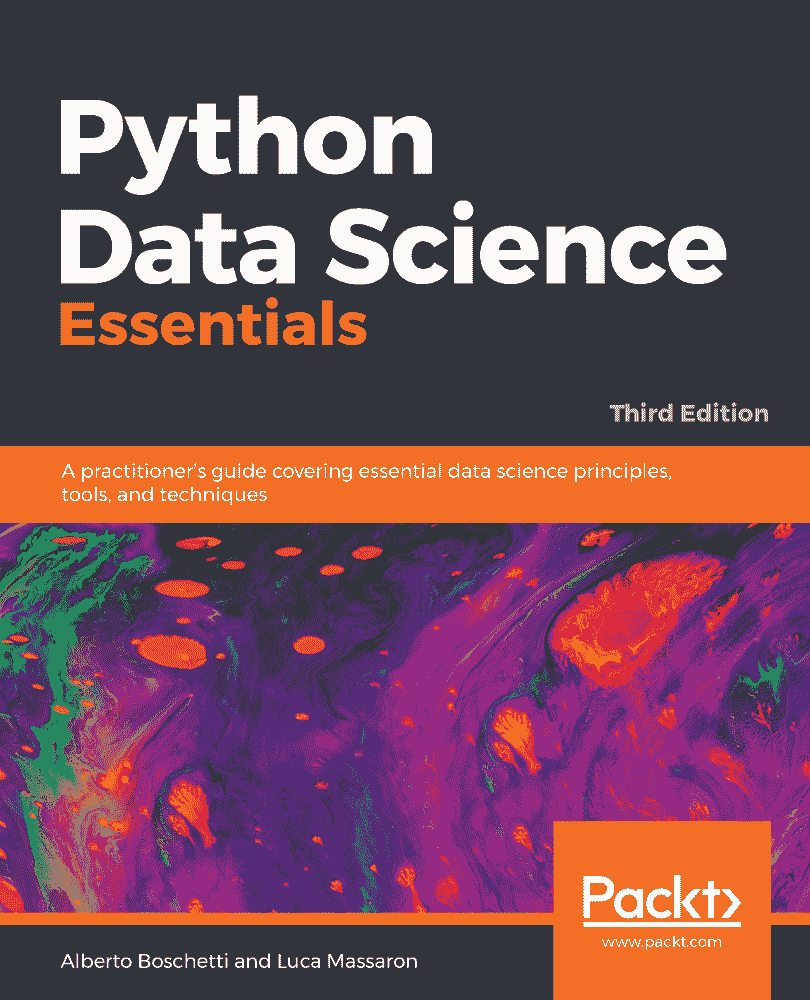 Python
Data Science
Essentials
Third Edition
A practitioner's guide covering essential data science principles,
tools, and techniques
Packt>
www.packt.com
Alberto Boschetti and Luca Massaron